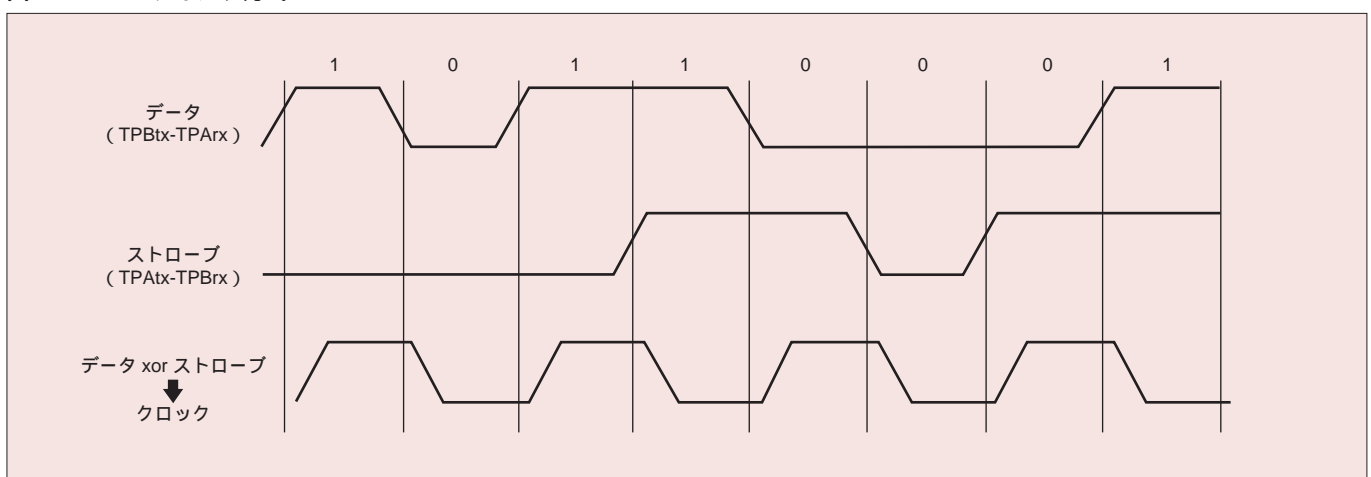 1 0 1 1 0 0 0 1
データ
( TPBtx-TPArx )
ストローブ
( TPAtx-TPBrx )
データ xor ストローブ
クロック